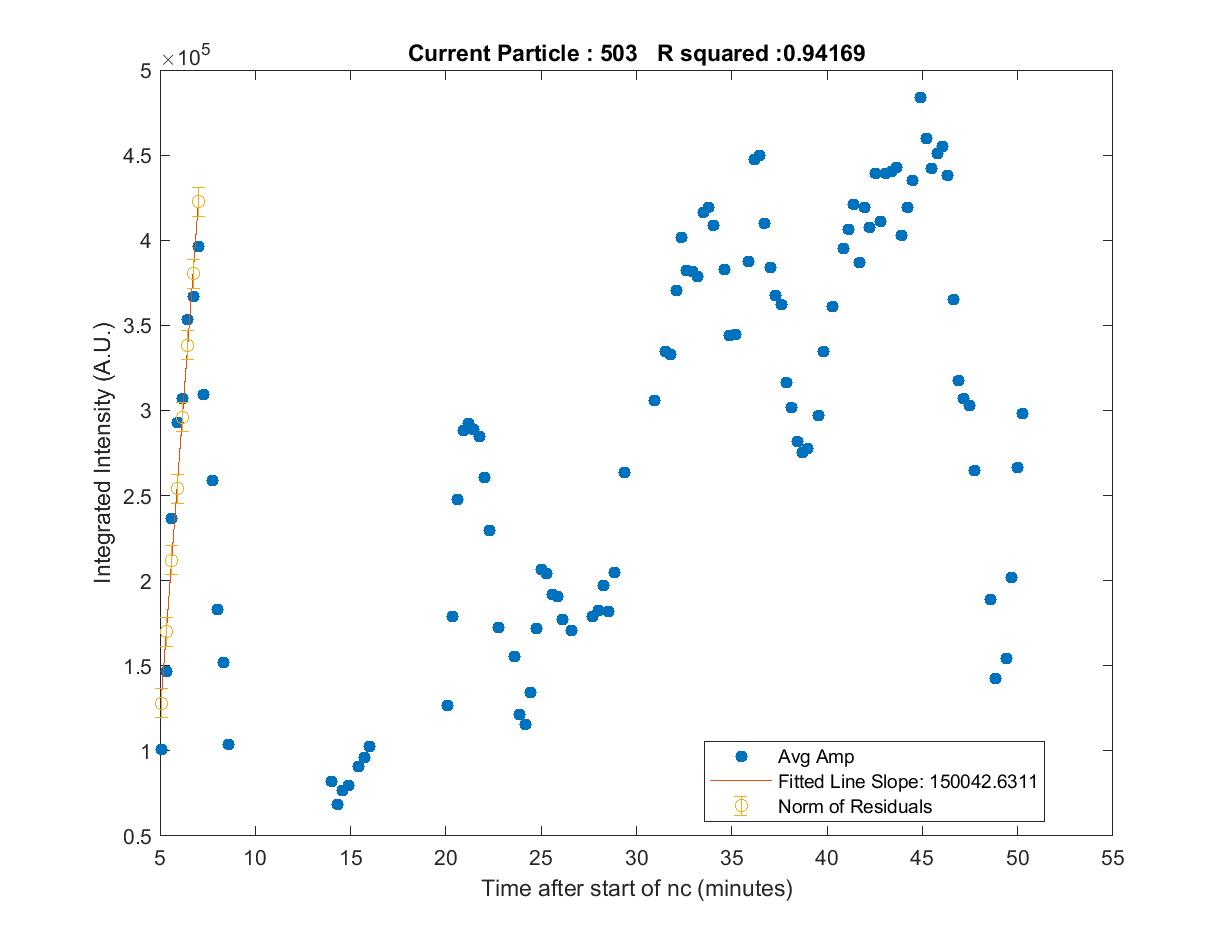 Current Particle : 503 R squared :0.94169
×10^5
5
4.5
4
3.5
3
2.5
2
1.5
1
0.5
Integrated Intensity (A.U.)
Avg Amp
Fitted Line Slope: 150042.6311
Norm of Residuals
5 10 15 20 25 30 35 40 45 50 55
Time after start of nc (minutes)